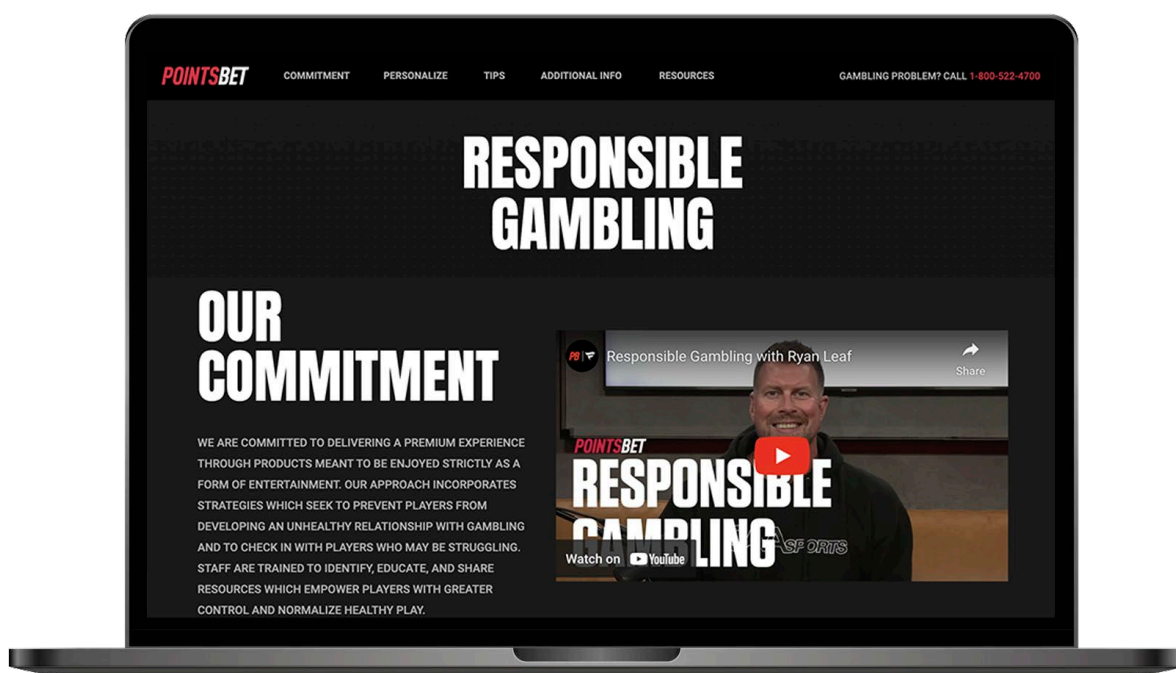 POINTSBET COMMITMENT PERSONALIZE TIPS ADDITIONAL INFO RESOURCES GAMBLING PROBLEM? CALL 1-800-522-4700
RESPONSIBLE
GAMBLING
OUR
COMMITMENT
WE ARE COMMITTED TO DELIVERING A PREMIUM EXPERIENCE
THROUGH PRODUCTS MEANT TO BE ENJOYED STRICTLY AS A
FORM OF ENTERTAINMENT. OUR APPROACH INCORPORATES
STRATEGIES WHICH SEEK TO PREVENT PLAYERS FROM
DEVELOPING AN UNHEALTHY RELATIONSHIP WITH GAMBLING
AND TO CHECK IN WITH PLAYERS WHO MAY BE STRUGGLING.
STAFF ARE TRAINED TO IDENTIFY, EDUCATE, AND SHARE
RESOURCES WHICH EMPOWER PLAYERS WITH GREATER
CONTROL AND NORMALIZE HEALTHY PLAY.
PB Responsible Gambling with Ryan Leaf
Share
POINTSBET
RESPONSIBLE
GAMBLING
SPORTS
Watch on YouTube